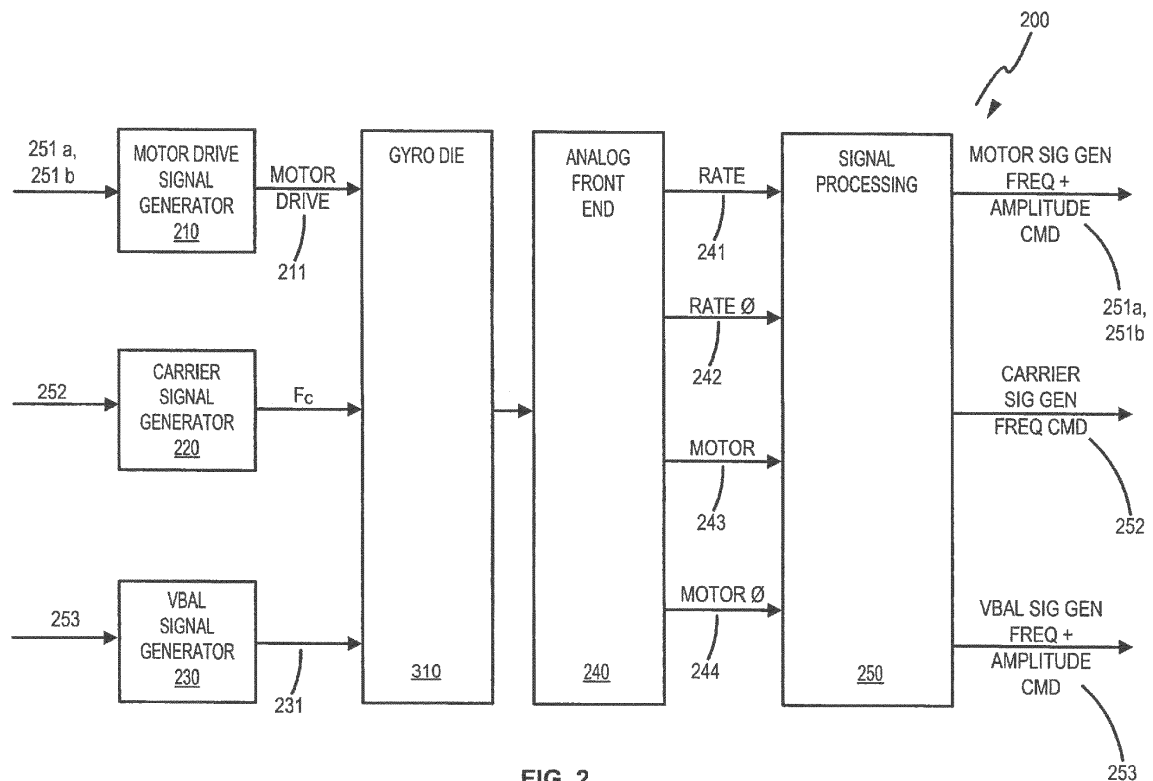 200
251 a,
251 b
MOTOR DRIVE
SIGNAL
GENERATOR
210
MOTOR
DRIVE
211
GYRO DIE
310
ANALOG
FRONT
END
240
RATE
241
RATE Ø
242
MOTOR
243
MOTOR Ø
244
SIGNAL
PROCESSING
250
MOTOR SIG GEN
FREQ +
AMPLITUDE
CMD
251a,
251b
252
CARRIER
SIGNAL
GENERATOR
220
Fc
CARRIER
SIG GEN
FREQ CMD
252
253
VBAL
SIGNAL
GENERATOR
230
231
VBAL SIG GEN
FREQ +
AMPLITUDE
CMD
253
FIG. 2